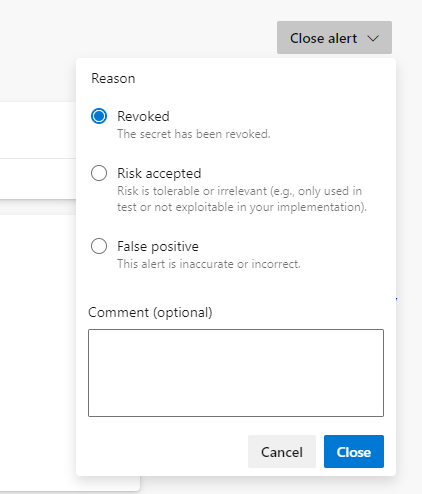 Close alert
Reason
Revoked
The secret has been revoked.
Risk accepted
Risk is tolerable or irrelevant (e.g., only used in
test or not exploitable in your implementation).
False positive
This alert is inaccurate or incorrect.
Comment (optional)
Cancel
Close